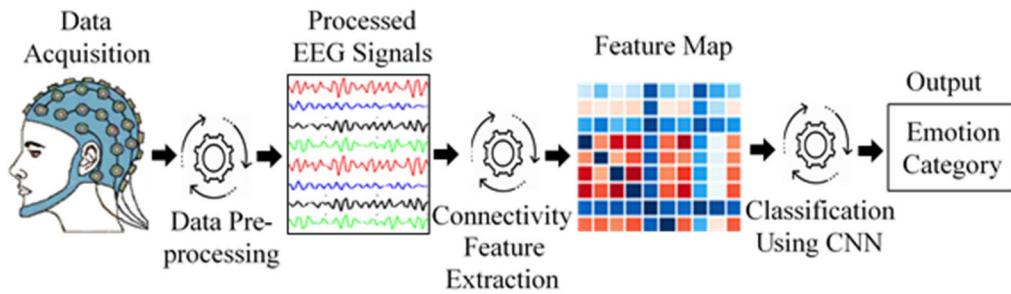 Data
Acquisition
Data Pre-
processing
Processed
EEG Signals
Connectivity
Feature
Extraction
Feature Map
Classification
Using CNN
Output
Emotion
Category